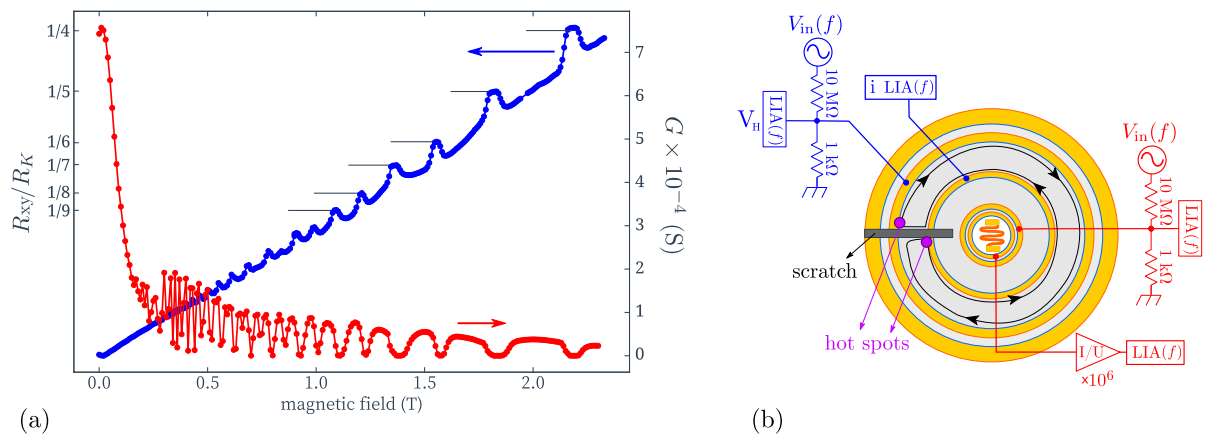 1/4
1/5
1/6
1/7
1/8
1/9
R_xy/R_K
7
6
5
4
3
2
1
0
G × 10⁻⁴ (S)
0.0
0.5
1.0
1.5
2.0
magnetic field (T)
(a)
V_in(f)
10 MΩ
i LIA(f)
V_H
LIA(f)
1 kΩ
V_in(f)
10 MΩ
LIA(f)
1 kΩ
scratch
hot spots
I/U
LIA(f)
×10⁶
(b)